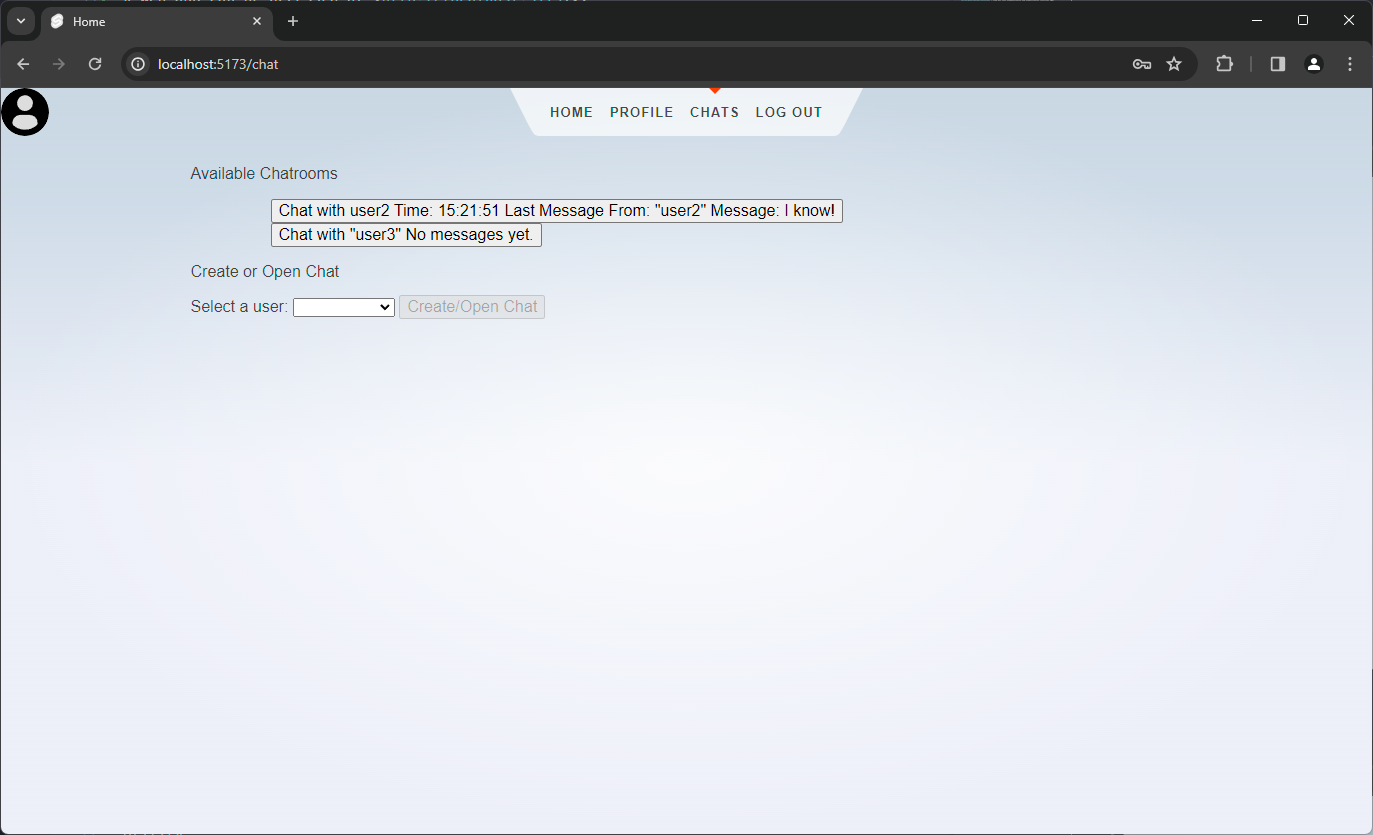 Home
localhost:5173/chat
HOME PROFILE CHATS LOG OUT
Available Chatrooms
Chat with user2 Time: 15:21:51 Last Message From: "user2" Message: I know!
Chat with "user3" No messages yet.
Create or Open Chat
Select a user: Create/Open Chat